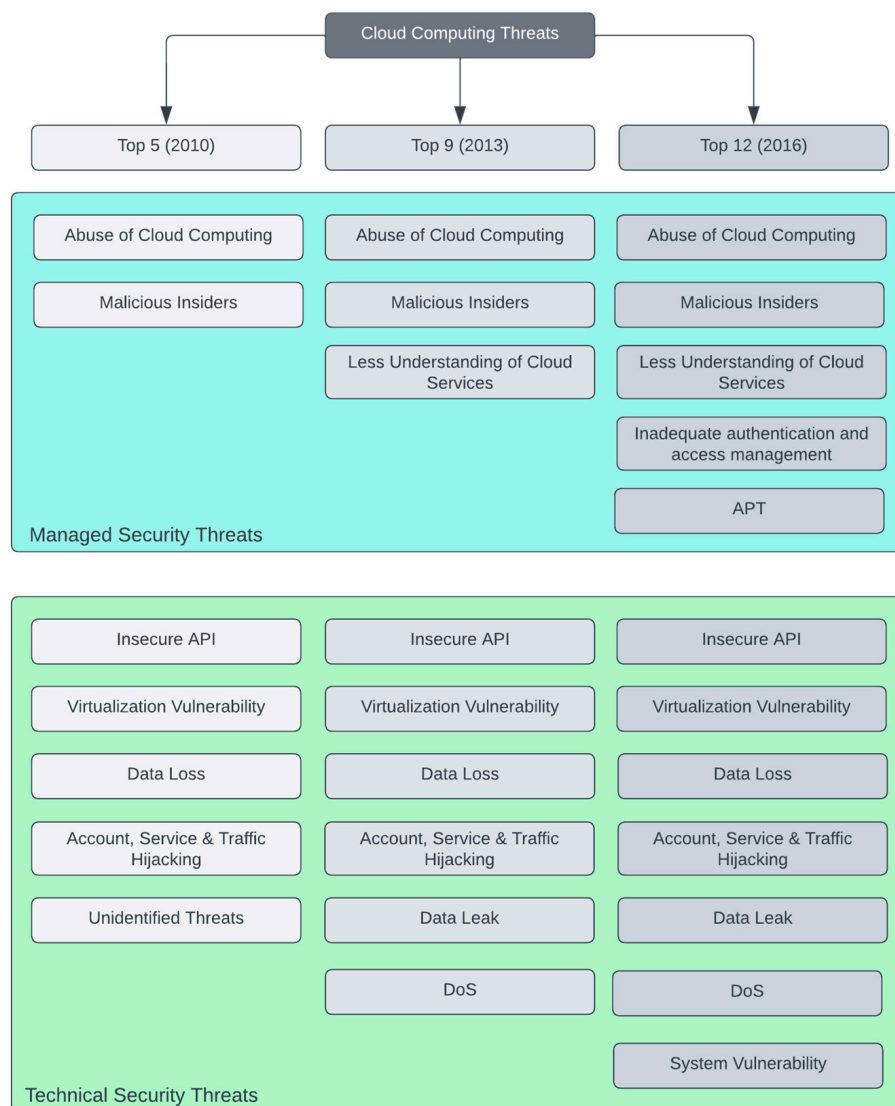 Cloud Computing Threats
Top 5 (2010)
Top 9 (2013)
Top 12 (2016)
Abuse of Cloud Computing
Abuse of Cloud Computing
Abuse of Cloud Computing
Malicious Insiders
Malicious Insiders
Malicious Insiders
Less Understanding of Cloud
Services
Less Understanding of Cloud
Services
Inadequate authentication and
access management
APT
Managed Security Threats
Insecure API
Insecure API
Insecure API
Virtualization Vulnerability
Virtualization Vulnerability
Virtualization Vulnerability
Data Loss
Data Loss
Data Loss
Account, Service & Traffic
Hijacking
Account, Service & Traffic
Hijacking
Account, Service & Traffic
Hijacking
Unidentified Threats
Data Leak
Data Leak
DoS
DoS
System Vulnerability
Technical Security Threats